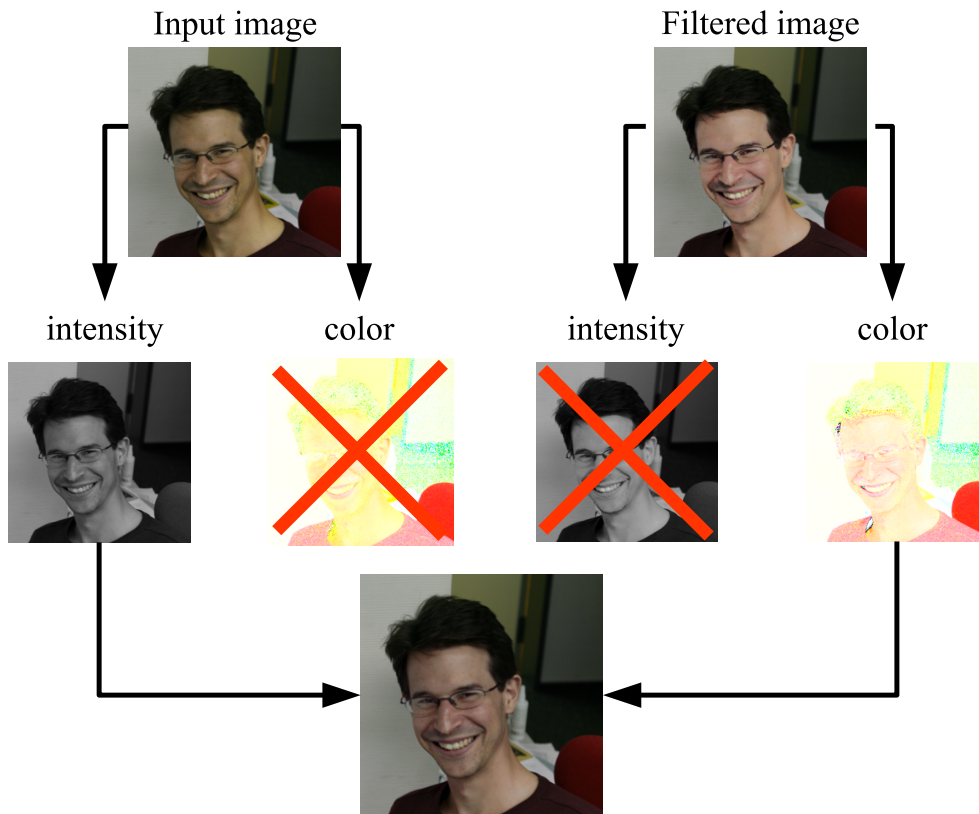 Input image
Filtered image
intensity
color
intensity
color